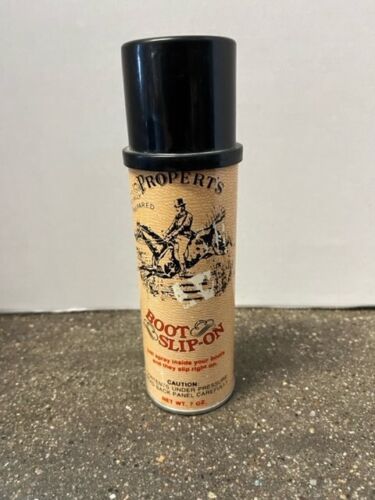 PROPERT'S
BOOT
SLIP-ON
spray inside your boots
and they slip right on.
CAUTION:
UNDER PRESSURE
BACK PANEL CAREFULLY
NET WT. 7 OZ.